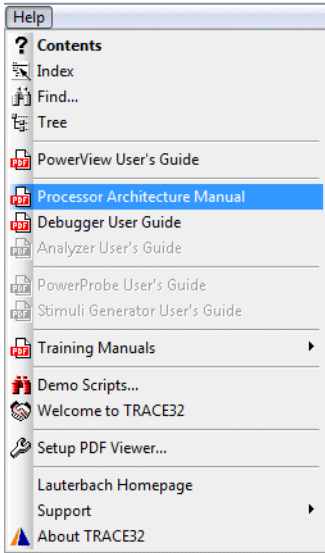 Help
Contents
Index
Find...
Tree
PowerView User's Guide
Processor Architecture Manual
Debugger User Guide
Analyzer User's Guide
PowerProbe User's Guide
Stimuli Generator User's Guide
Training Manuals
Demo Scripts...
Welcome to TRACE32
Setup PDF Viewer...
Lauterbach Homepage
Support
About TRACE32